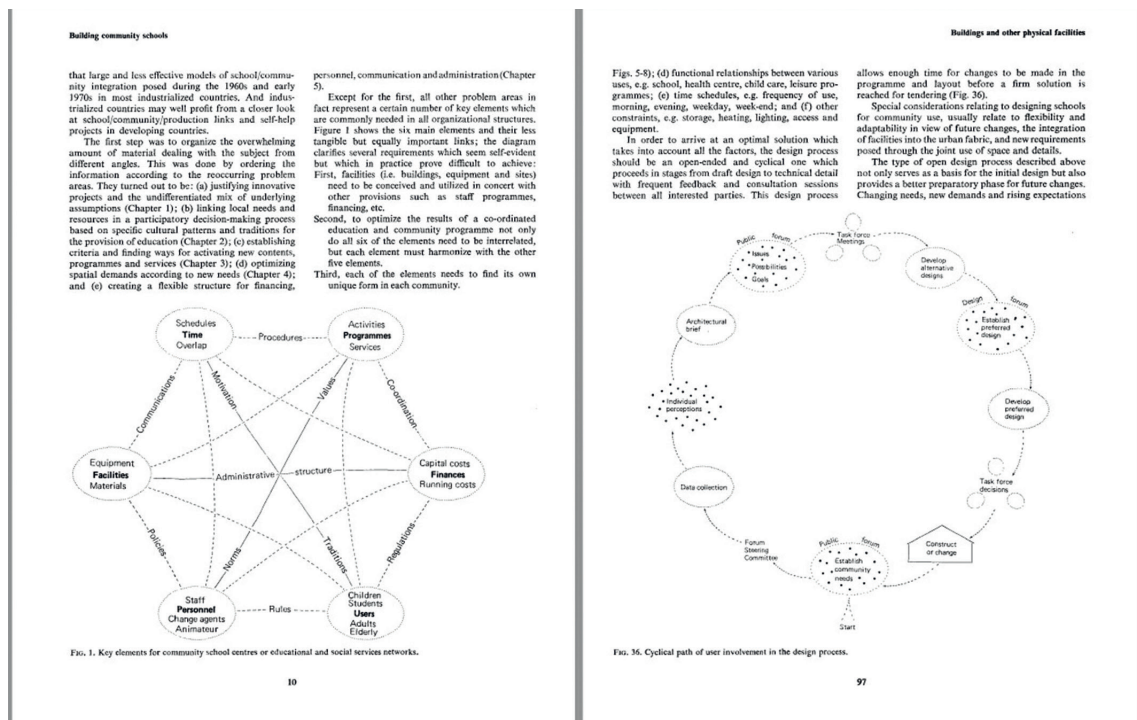 Building community schools
that large and less effective models of school/commu-
nity integration posed during the 1960s and early
1970s in most industrialized countries. And indus-
trialized countries may well profit from a closer look
at school/community/production links and self-help
projects in developing countries.
The first step was to organize the overwhelming
amount of material dealing with the subject from
different angles. This was done by ordering the
information according to the reoccurring problem
areas. They turned out to be: (a) justifying innovative
projects and the undifferentiated mix of underlying
assumptions (Chapter 1); (b) linking local needs and
resources in a participatory decision-making process
based on specific cultural patterns and traditions for
the provision of education (Chapter 2); (c) establishing
criteria and finding ways for activating new contents,
programmes and services (Chapter 3); (d) optimizing
spatial demands according to new needs (Chapter 4);
and (e) creating a flexible structure for financing,
personnel, communication and administration (Chapter
5).
Except for the first, all other problem areas in
fact represent a certain number of key elements which
are commonly needed in all organizational structures.
Figure 1 shows the six main elements and their less
tangible but equally important links; the diagram
clarifies several requirements which seem self-evident
but which in practice prove difficult to achieve:
First, facilities (i.e. buildings, equipment and sites)
need to be conceived and utilized in concert with
other provisions such as staff programmes,
financing, etc.
Second, to optimize the results of a co-ordinated
education and community programme not only
do all six of the elements need to be interrelated,
but each element must harmonize with the other
five elements.
Third, each of the elements needs to find its own
unique form in each community.
Schedules
Time
Overlap
Procedures
Activities
Programmes
Services
Communications
Motivation
Values
Co-ordination
Equipment
Facilities
Materials
Administrative
structure
Capital costs
Finances
Running costs
Policies
Norms
Traditions
Regulations
Staff
Personnel
Change agents
Animateur
Rules
Children
Students
Users
Adults
Elderly
FIG. 1. Key elements for community school centres or educational and social services networks.
10
Buildings and other physical facilities
Figs. 5-8); (d) functional relationships between various
uses, e.g. school, health centre, child care, leisure pro-
grammes; (e) time schedules, e.g. frequency of use,
morning, evening, weekday, week-end; and (f) other
constraints, e.g. storage, heating, lighting, access and
equipment.
In order to arrive at an optimal solution which
takes into account all the factors, the design process
should be an open-ended and cyclical one which
proceeds in stages from draft design to technical detail
with frequent feedback and consultation sessions
between all interested parties. This design process
allows enough time for changes to be made in the
programme and layout before a firm solution is
reached for tendering (Fig. 36).
Special considerations relating to designing schools
for community use, usually relate to flexibility and
adaptability in view of future changes, the integration
of facilities into the urban fabric, and new requirements
posed through the joint use of space and details.
The type of open design process described above
not only serves as a basis for the initial design but also
provides a better preparatory phase for future changes.
Changing needs, new demands and rising expectations
Public forum
Issues
Possibilities
Goals
Task force
Meetings
Develop
alternative
designs
Design forum
Establish
preferred
design
Architectural
brief
Individual
perceptions
Develop
preferred
design
Data collection
Task force
decisions
Forum
Steering
Committee
Public forum
Establish
community
needs
Construct
or change
Start
FIG. 36. Cyclical path of user involvement in the design process.
97